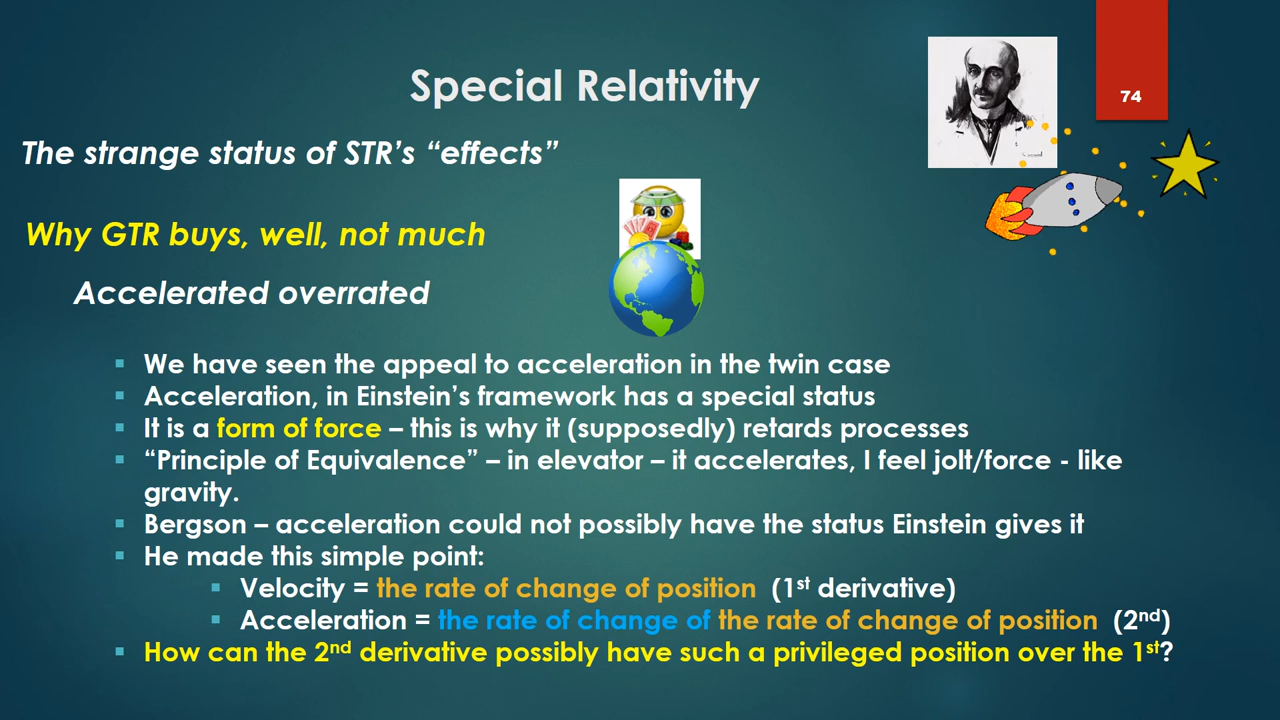 74
Special Relativity
The strange status of STR’s “effects”
Why GTR buys, well, not much
Accelerated overrated
▪ We have seen the appeal to acceleration in the twin case
▪ Acceleration, in Einstein’s framework has a special status
▪ It is a form of force – this is why it (supposedly) retards processes
▪ “Principle of Equivalence” – in elevator – it accelerates, I feel jolt/force - like
gravity.
▪ Bergson – acceleration could not possibly have the status Einstein gives it
▪ He made this simple point:
▪ Velocity = the rate of change of position (1st derivative)
▪ Acceleration = the rate of change of the rate of change of position (2nd)
▪ How can the 2nd derivative possibly have such a privileged position over the 1st?